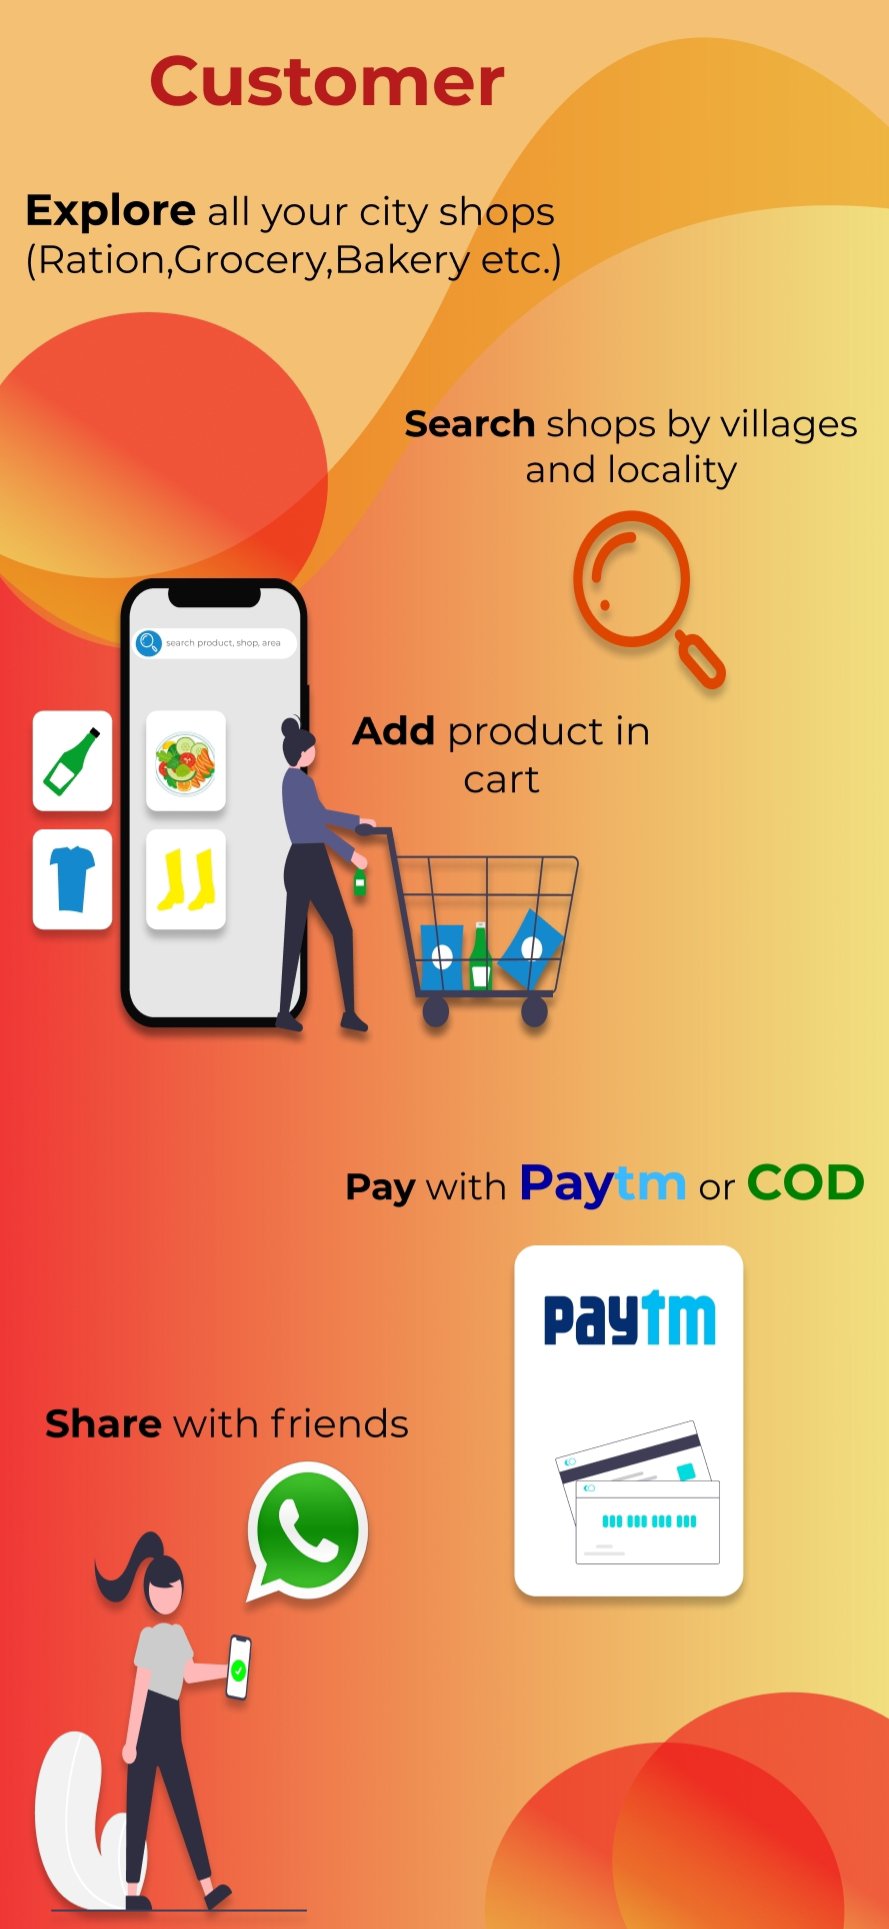 Customer
Explore all your city shops
(Ration,Grocery,Bakery etc.)
Search shops by villages
and locality
search product, shop, area
Add product in
cart
Pay with Paytm or COD
paytm
Share with friends